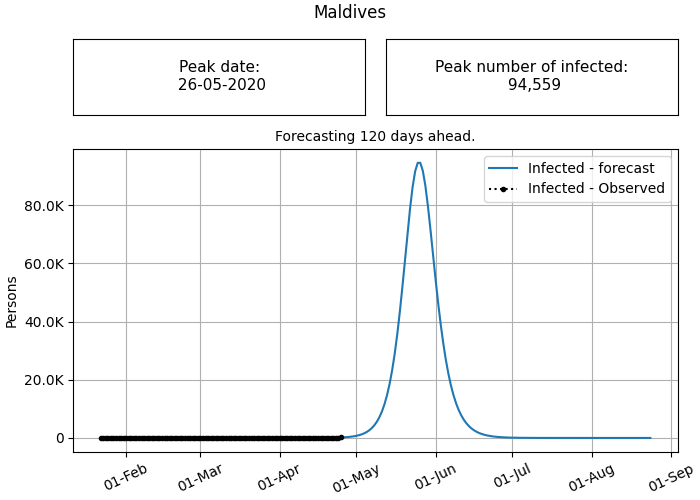 Maldives
Peak date:
26-05-2020
Peak number of infected:
94,559
Forecasting 120 days ahead.
Infected - forecast
Infected - Observed
Persons
80.0K
60.0K
40.0K
20.0K
0
01-Feb
01-Mar
01-Apr
01-May
01-Jun
01-Jul
01-Aug
01-Sep